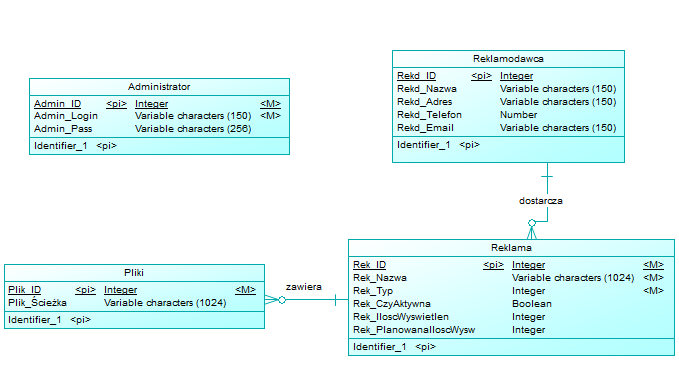 Reklamodawca
Rekd_ID <pi> Integer
Rekd_Nazwa Variable characters (150)
Rekd_Adres Variable characters (150)
Rekd_Telefon Number
Rekd_Email Variable characters (150)
Identifier_1 <pi>
Administrator
Admin_ID <pi> Integer <M>
Admin_Login Variable characters (150) <M>
Admin_Pass Variable characters (256)
Identifier_1 <pi>
dostarcza
Reklama
Rek_ID <pi> Integer <M>
Rek_Nazwa Variable characters (1024) <M>
Rek_Typ Integer <M>
Rek_CzyAktywna Boolean
Rek_IloscWyswietlen Integer
Rek_PlanowanaIloscWysw Integer
Identifier_1 <pi>
zawiera
Pliki
Plik_ID <pi> Integer <M>
Plik_Ścieżka Variable characters (1024)
Identifier_1 <pi>